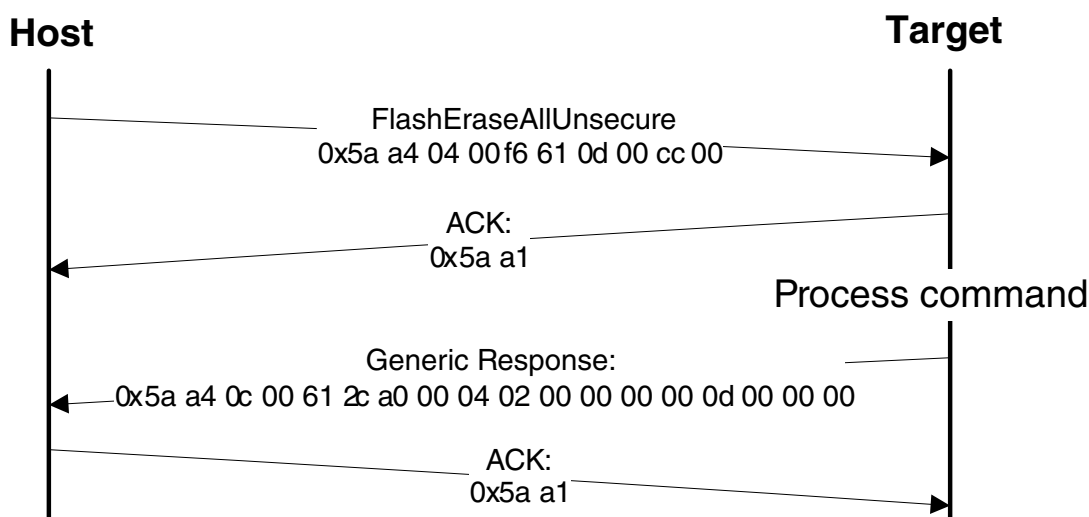 Host
Target
FlashEraseAllUnsecure
0x5a a4 04 00 f6 61 0d 00 cc 00
ACK:
0x5a a1
Process command
Generic Response:
0x5a a4 0c 00 61 2c a0 00 04 02 00 00 00 00 0d 00 00 00
ACK:
0x5a a1